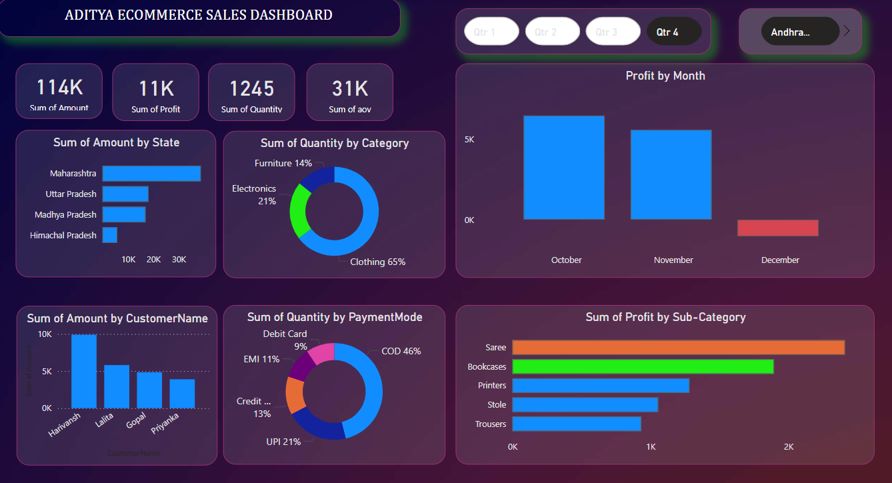 ADITYA ECOMMERCE SALES DASHBOARD
Qtr 1
Qtr 2
Qtr 3
Qtr 4
Andhra...
114K
Sum of Amount
11K
Sum of Profit
1245
Sum of Quantity
31K
Sum of aov
Profit by Month
5K
0K
October
November
December
Sum of Amount by State
Maharashtra
Uttar Pradesh
Madhya Pradesh
Himachal Pradesh
10K 20K 30K
Sum of Quantity by Category
Furniture 14%
Electronics
21%
Clothing 65%
Sum of Amount by CustomerName
10K
5K
0K
Harivansh
Lalita
Gopal
Priyanka
CustomerName
Sum of Quantity by PaymentMode
Debit Card
9%
COD 46%
EMI 11%
Credit ...
13%
UPI 21%
Sum of Profit by Sub-Category
Saree
Bookcases
Printers
Stole
Trousers
0K 1K 2K